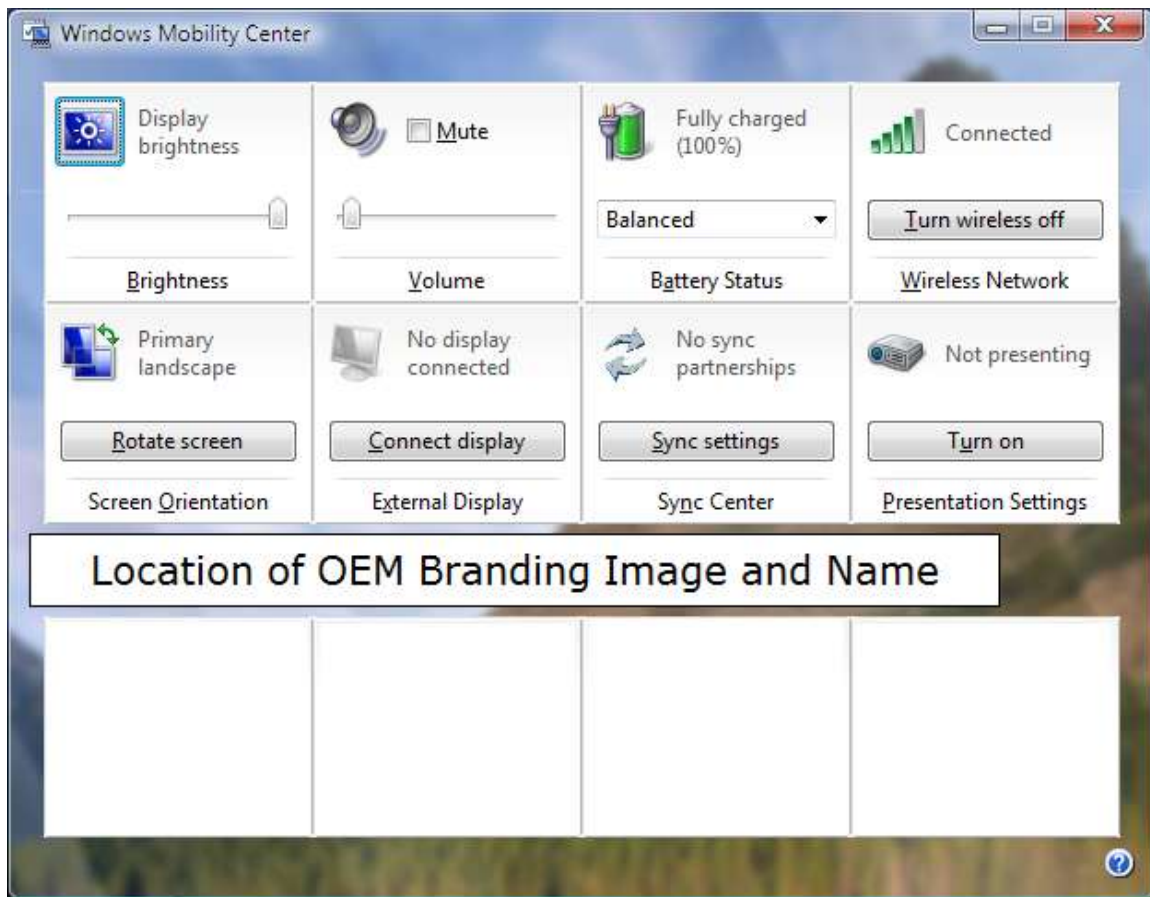 Windows Mobility Center
Display
brightness
Brightness
Mute
Volume
Fully charged
(100%)
Balanced
Battery Status
Connected
Turn wireless off
Wireless Network
Primary
landscape
Rotate screen
Screen Orientation
No display
connected
Connect display
External Display
No sync
partnerships
Sync settings
Sync Center
Not presenting
Turn on
Presentation Settings
Location of OEM Branding Image and Name